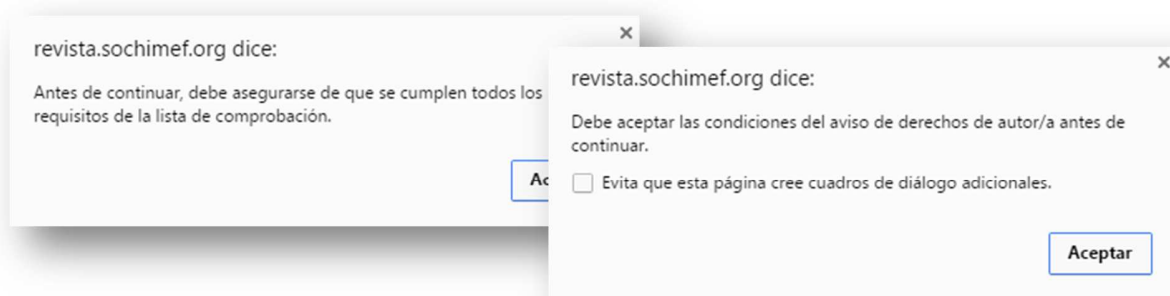 revista.sochimef.org dice:
Antes de continuar, debe asegurarse de que se cumplen todos los
requisitos de la lista de comprobación.
revista.sochimef.org dice:
Debe aceptar las condiciones del aviso de derechos de autor/a antes de
continuar.
Evita que esta página cree cuadros de diálogo adicionales.
Aceptar